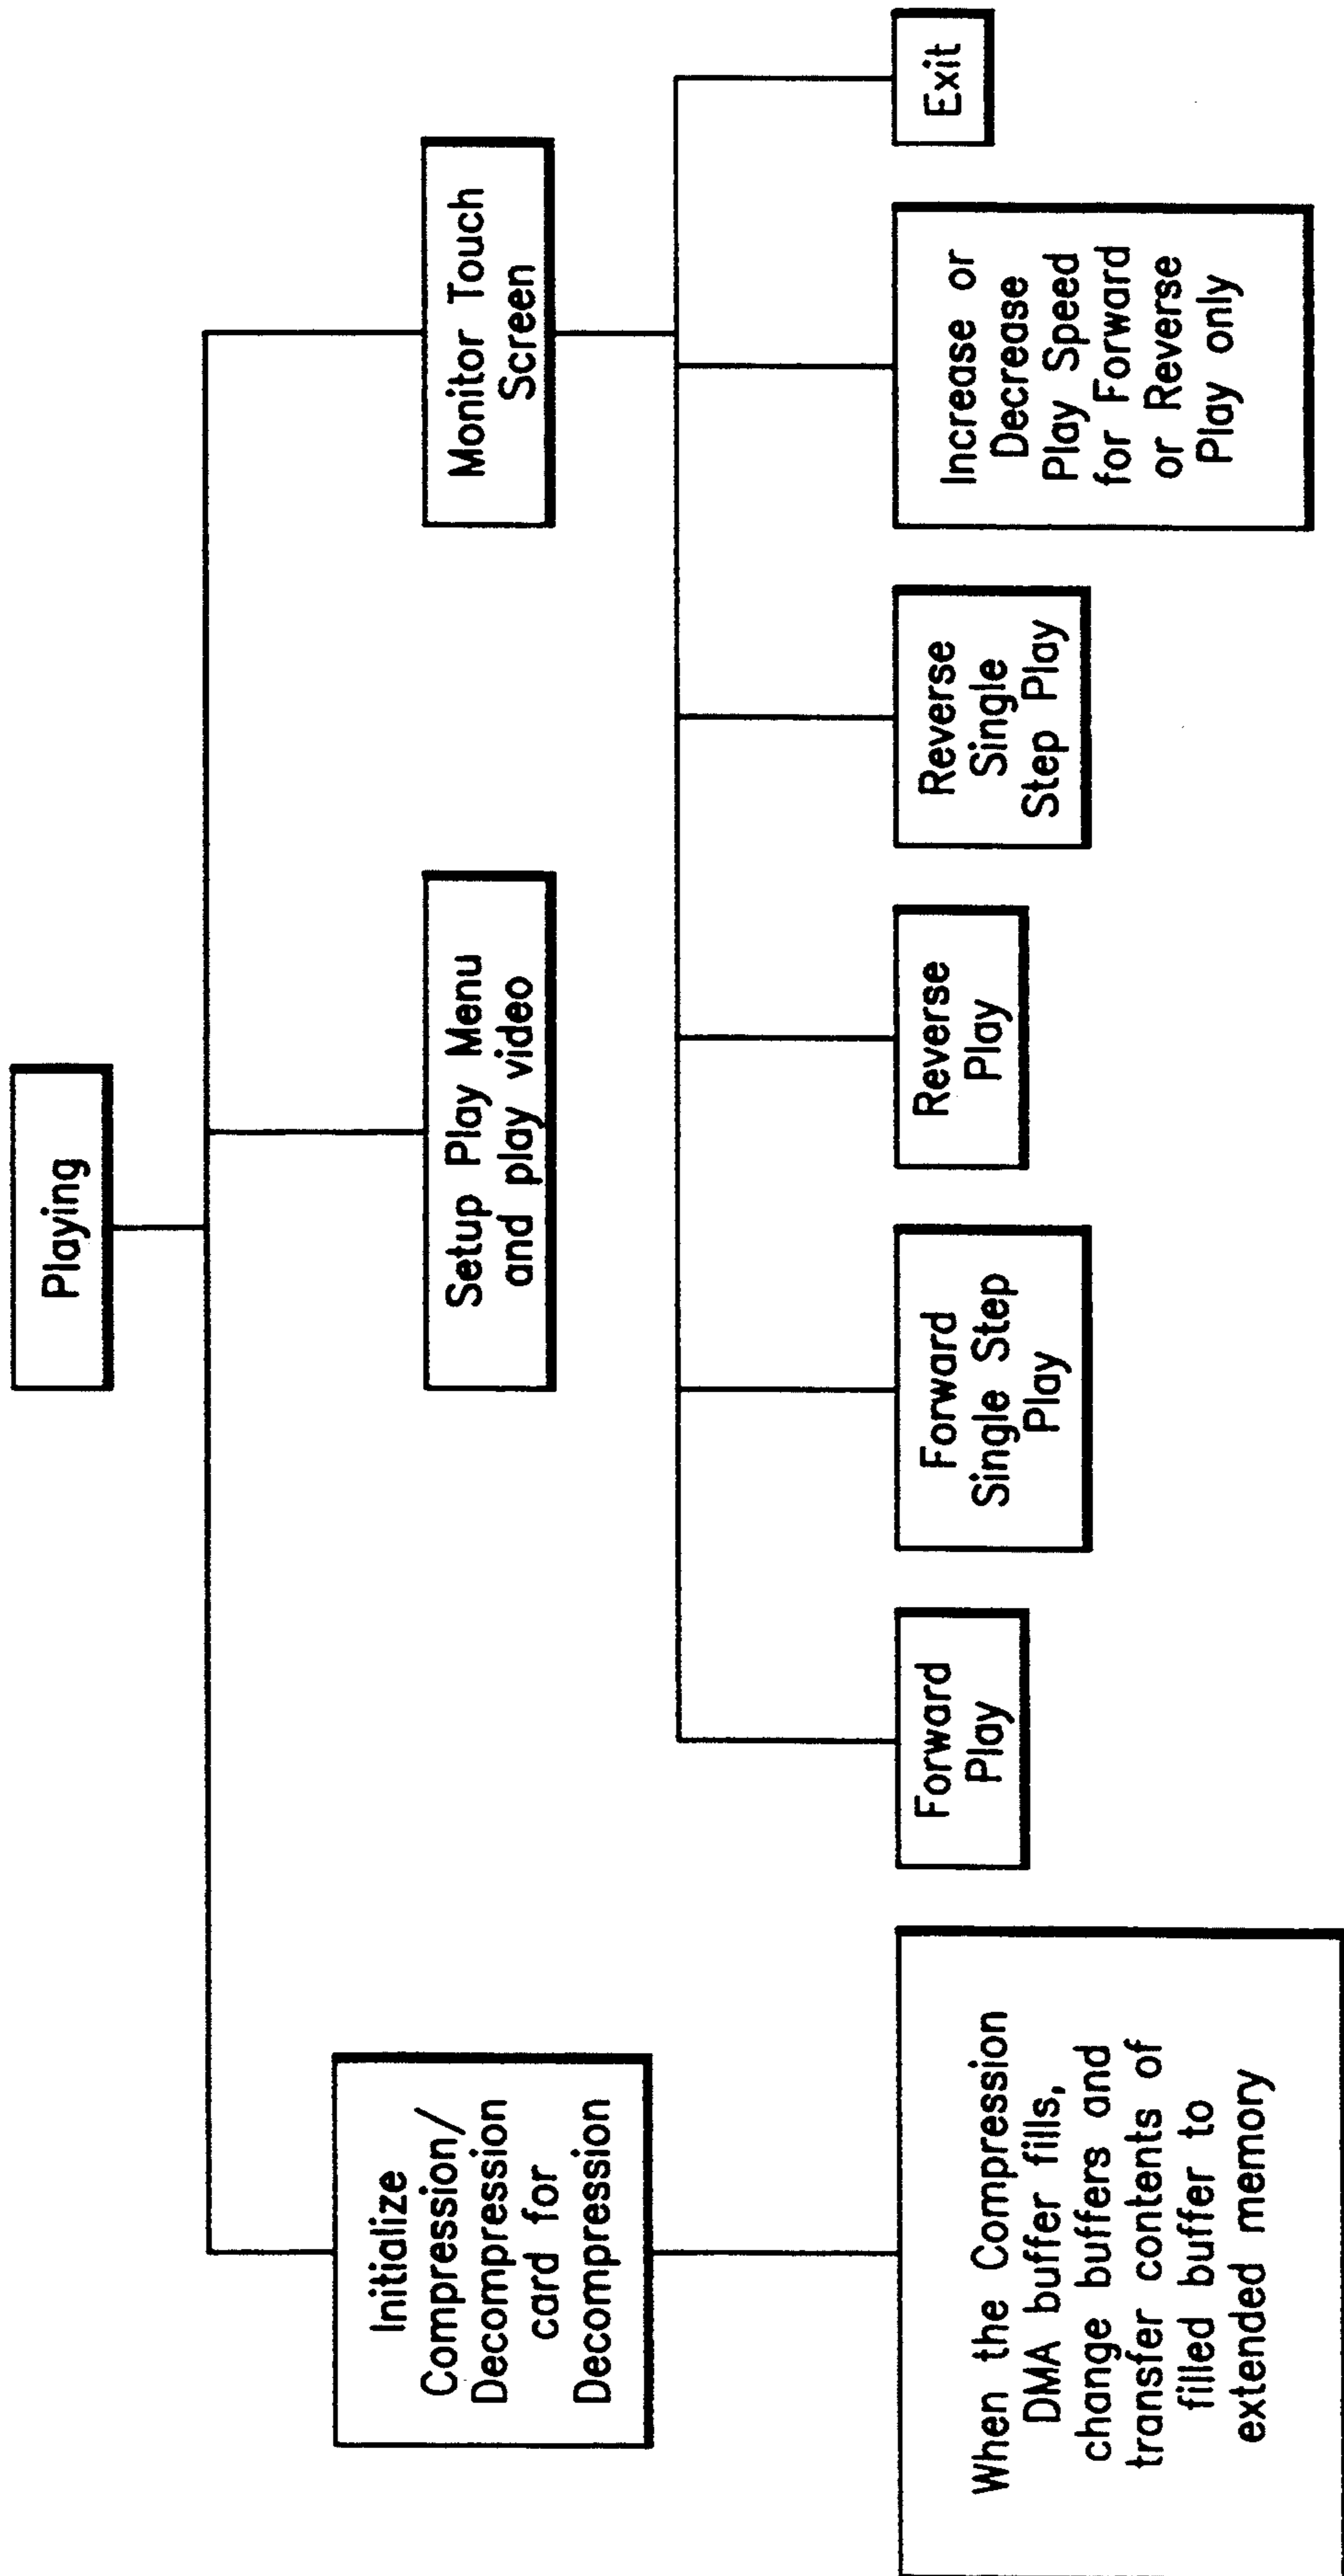 Playing
Initialize
Compression/
Decompression
card for
Decompression
Setup Play Menu
and play video
Monitor Touch
Screen
When the Compression
DMA buffer fills,
change buffers and
transfer contents of
filled buffer to
extended memory
Forward
Play
Forward
Single Step
Play
Reverse
Play
Reverse
Single
Step Play
Increase or
Decrease
Play Speed
for Forward
or Reverse
Play only
Exit